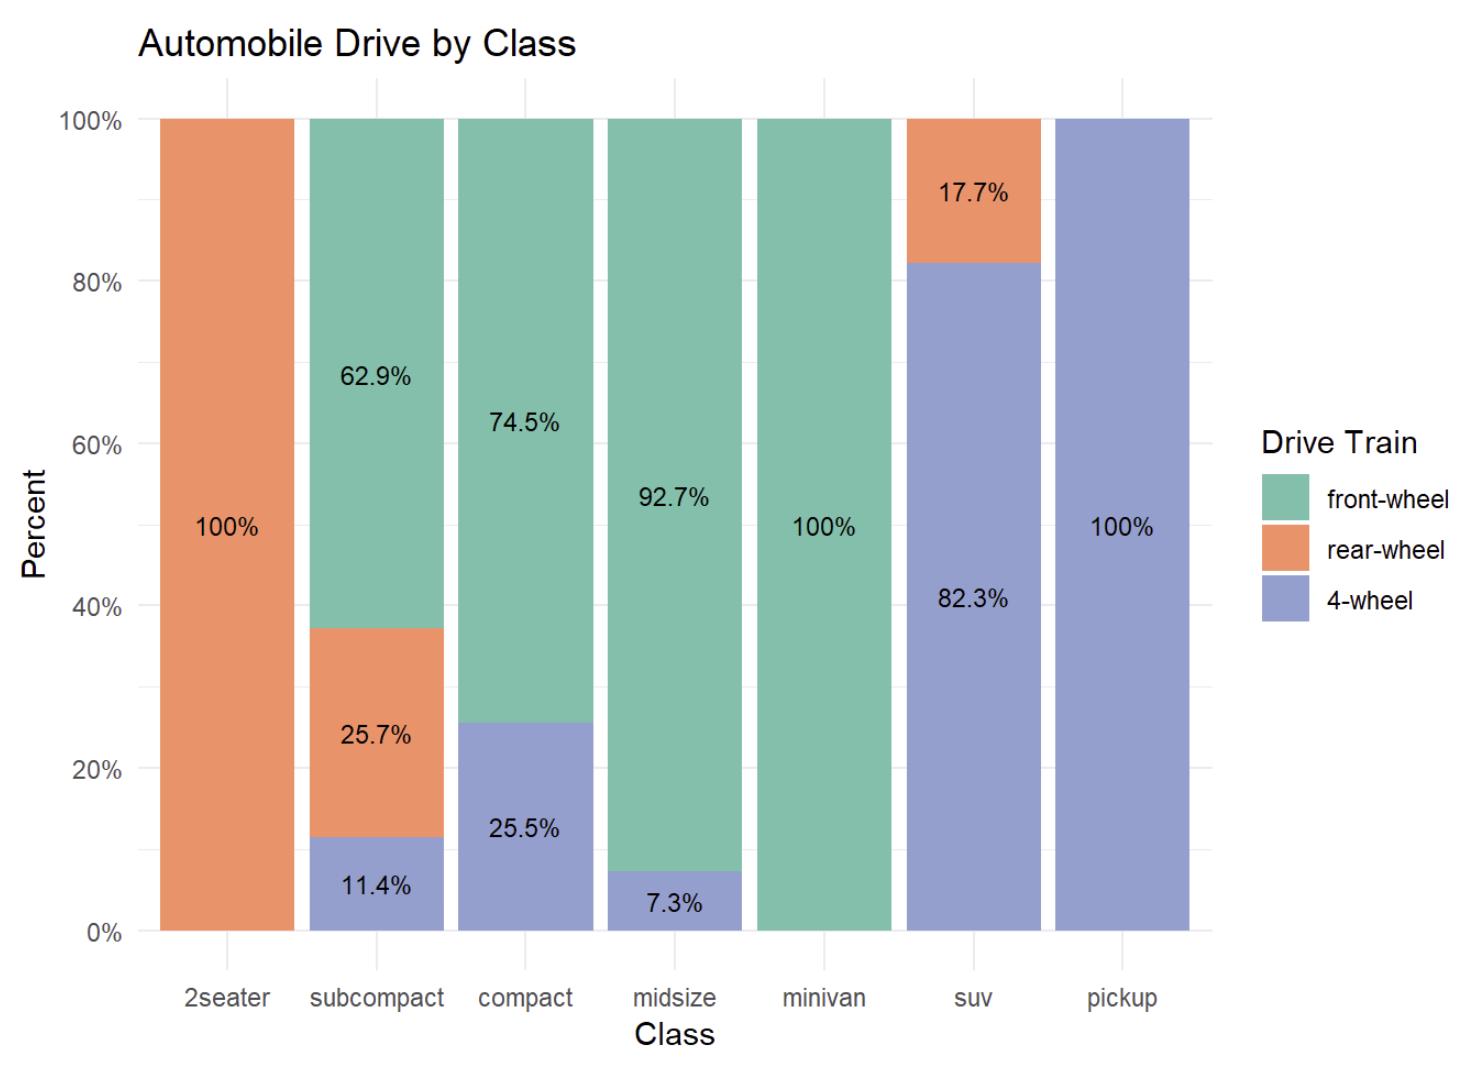 Automobile Drive by Class
100%
80%
60%
40%
20%
0%
Percent
100%
62.9%
25.7%
11.4%
74.5%
25.5%
92.7%
7.3%
100%
17.7%
82.3%
100%
2seater
subcompact
compact
midsize
minivan
suv
pickup
Class
Drive Train
front-wheel
rear-wheel
4-wheel